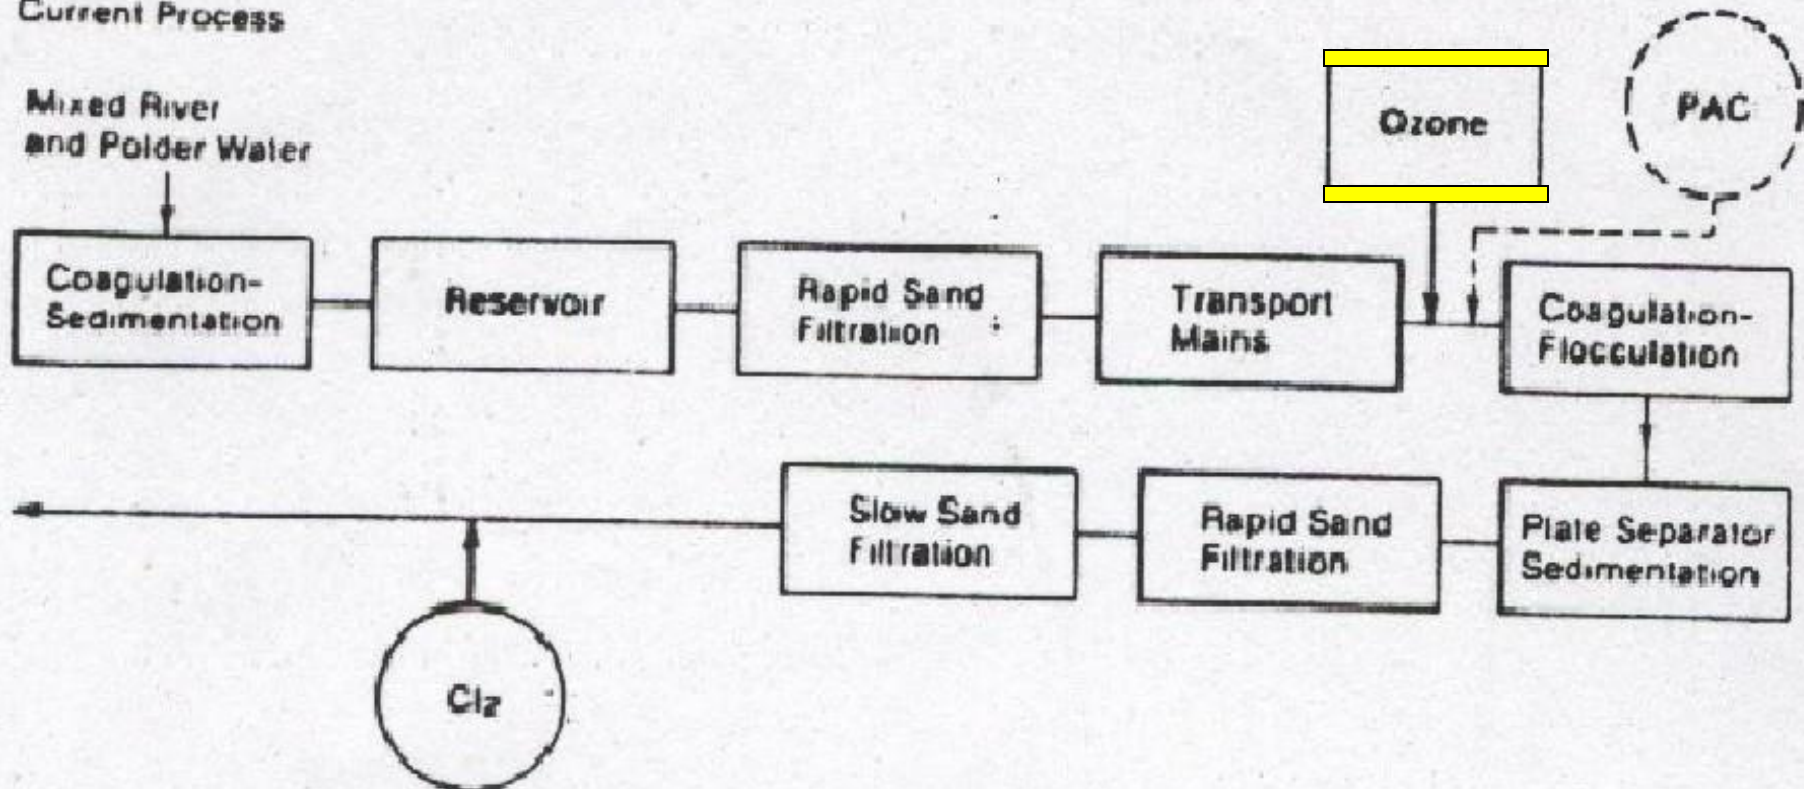 Current Process
Mixed River
and Polder Water
Ozone
PAC
Coagulation-
Sedimentation
Reservoir
Rapid Sand
Filtration
Transport
Mains
Coagulation-
Flocculation
Slow Sand
Filtration
Rapid Sand
Filtration
Plate Separator
Sedimentation
Cl₂